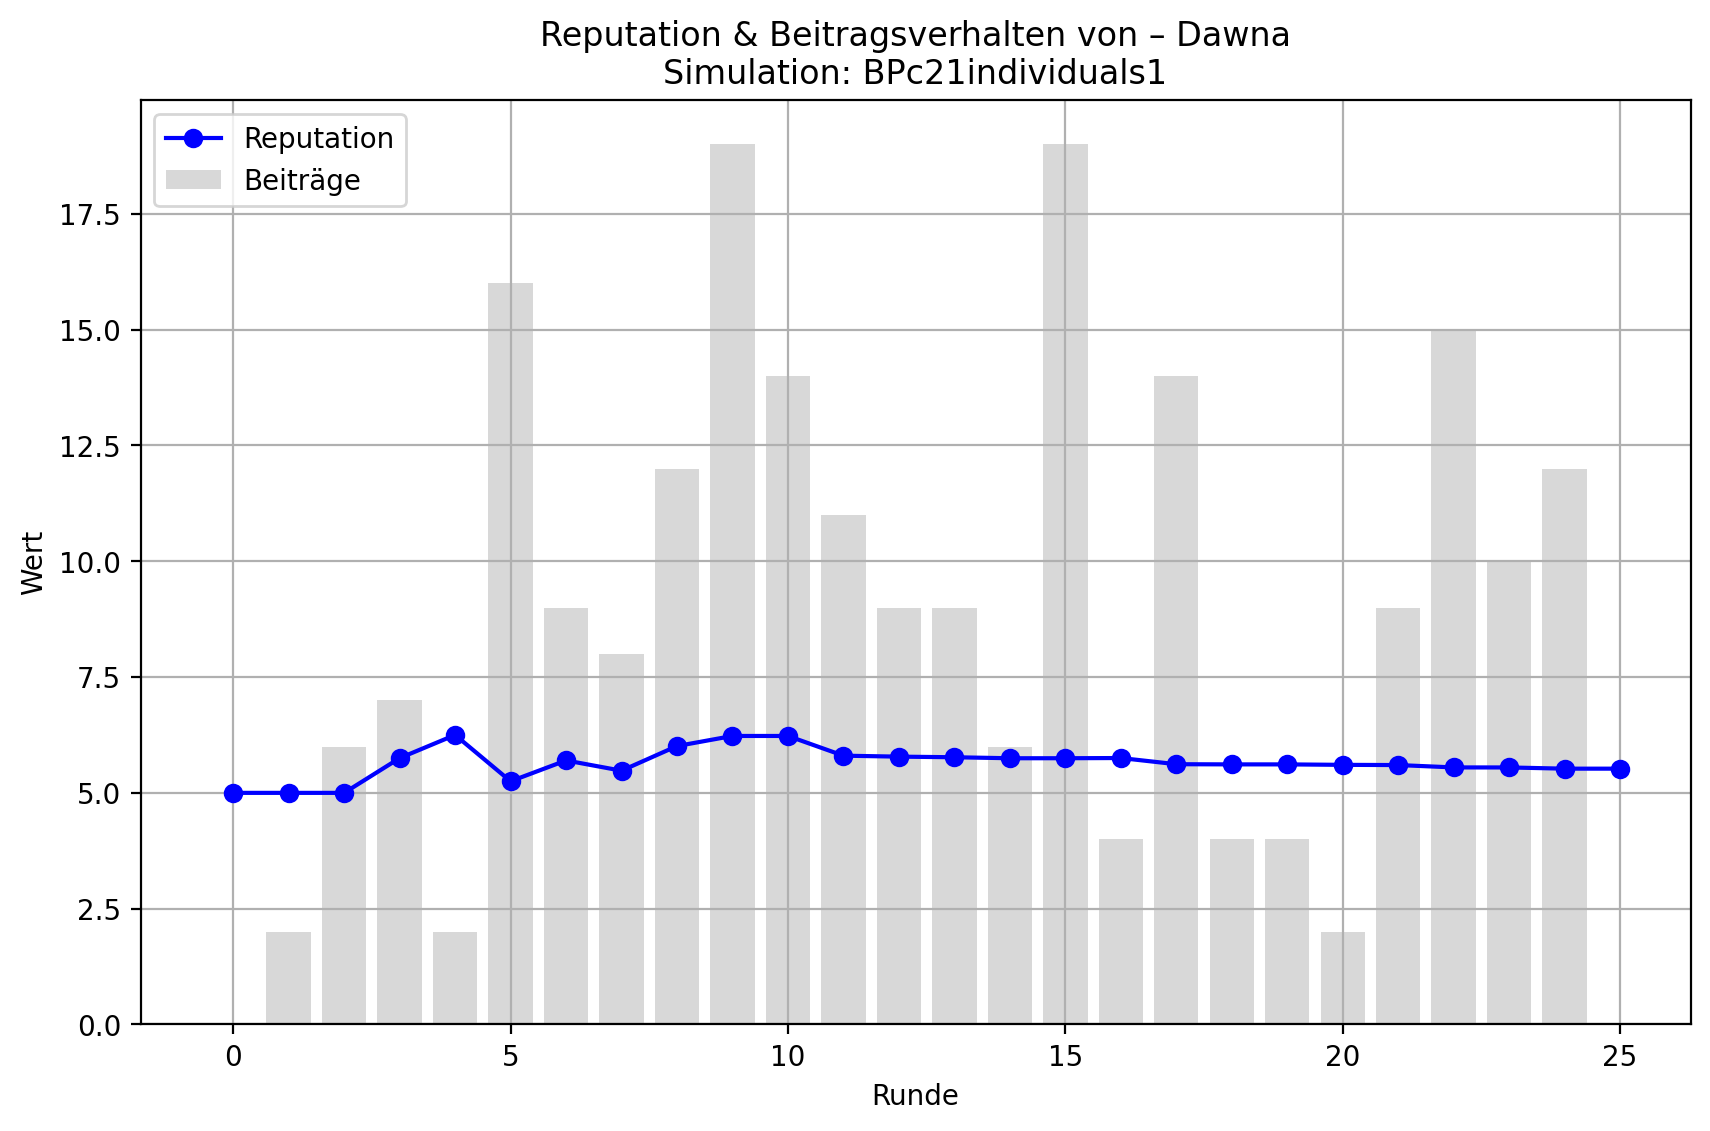 Reputation & Beitragsverhalten von – Dawna
Simulation: BPc21individuals1
Reputation
Beiträge
17.5
15.0
12.5
10.0
7.5
5.0
2.5
0.0
Wert
0 5 10 15 20 25
Runde